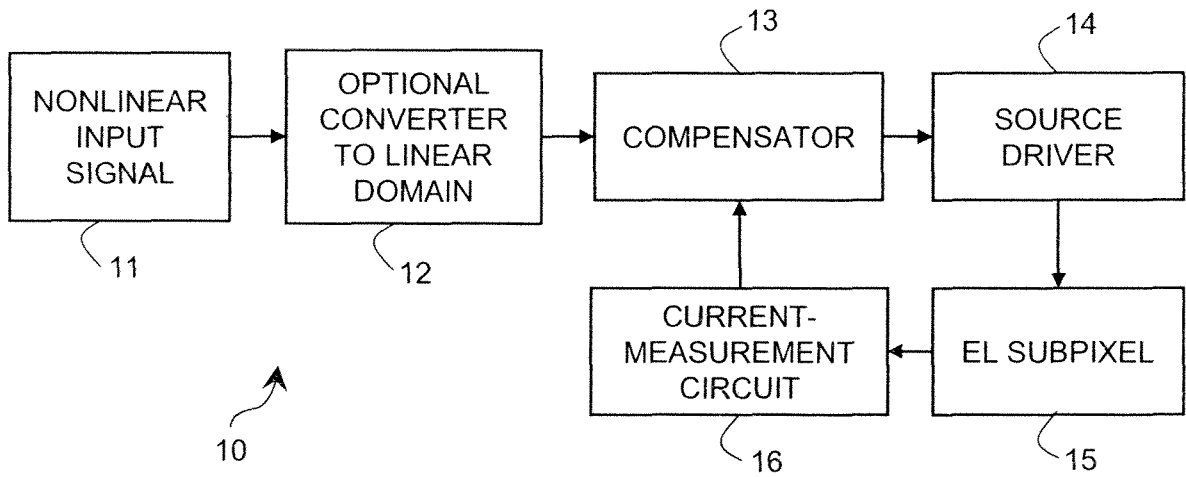 13
14
NONLINEAR
INPUT
SIGNAL
OPTIONAL
CONVERTER
TO LINEAR
DOMAIN
COMPENSATOR
SOURCE
DRIVER
11
12
CURRENT-
MEASUREMENT
CIRCUIT
EL SUBPIXEL
10
16
15